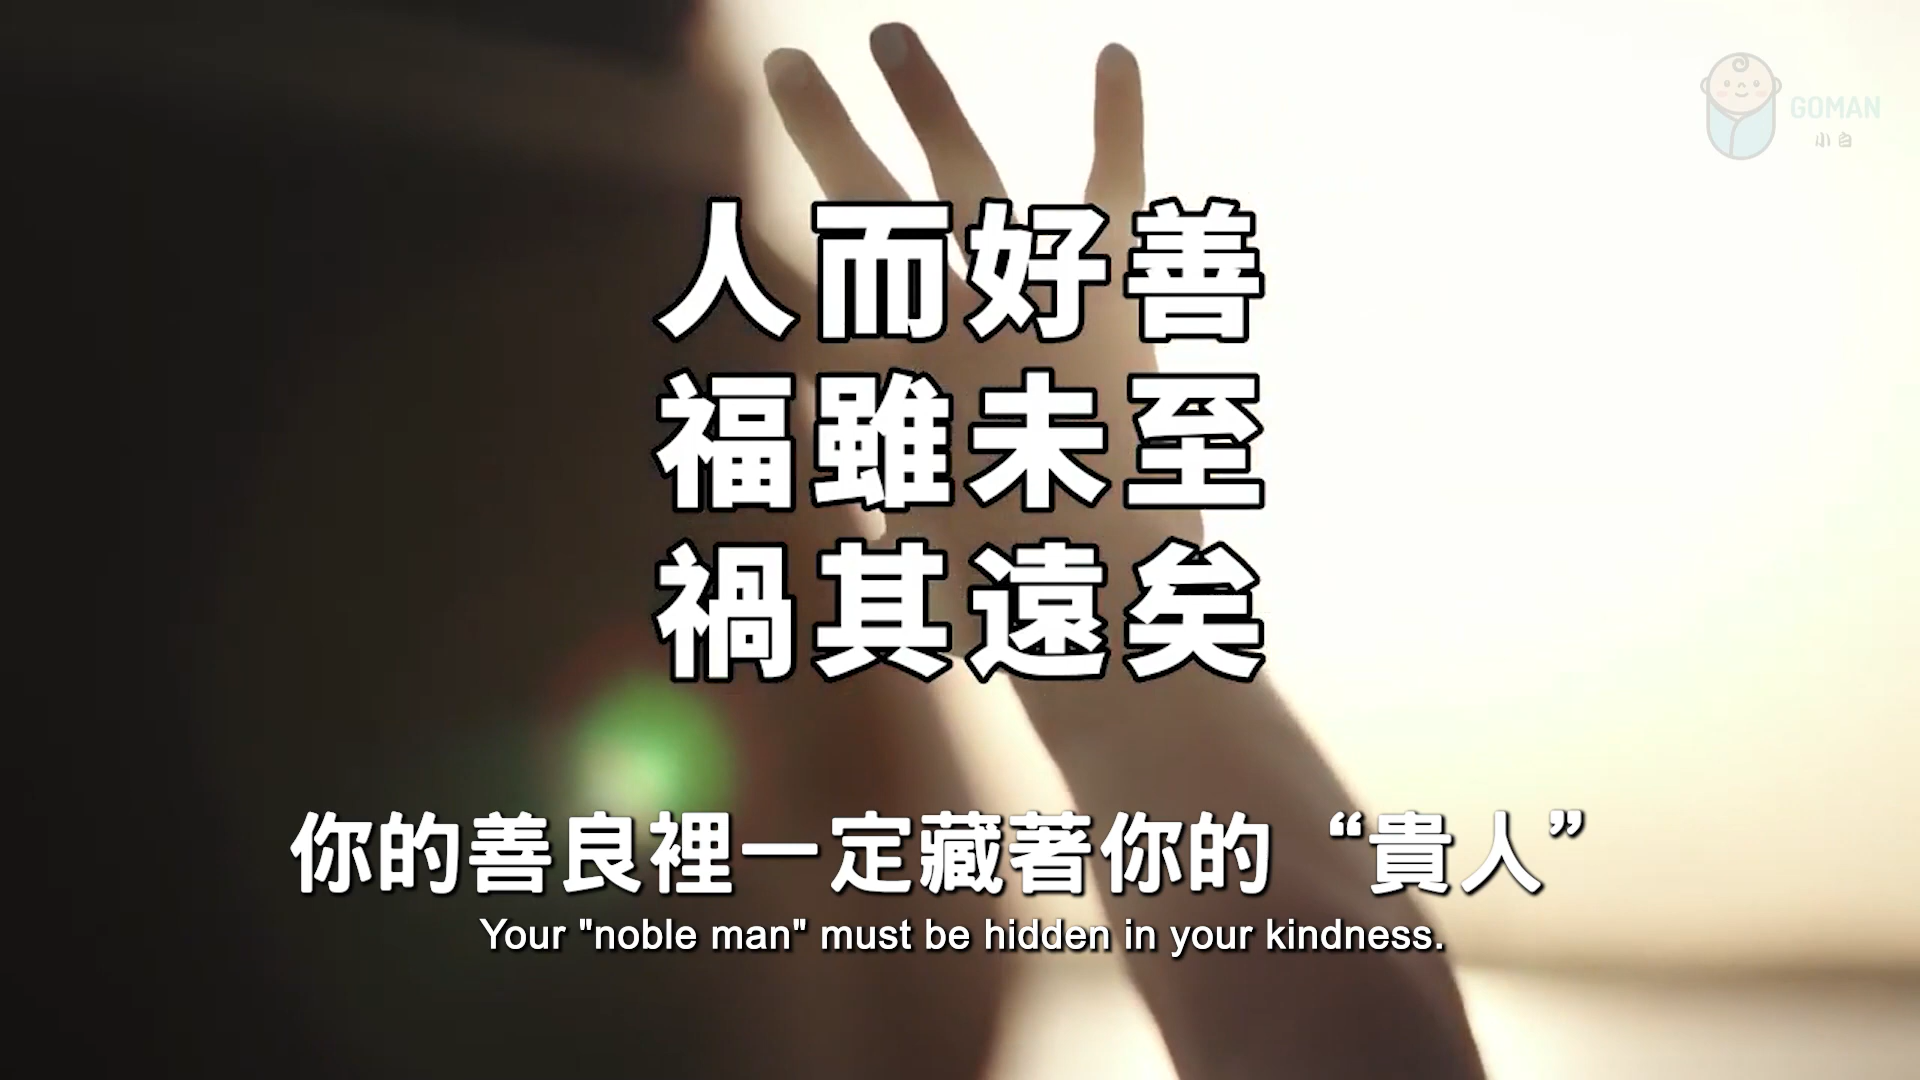 GOMAN
小白
人而好善
福雖未至
禍其遠矣
你的善良裡一定藏著你的“貴人”
Your "noble man" must be hidden in your kindness.